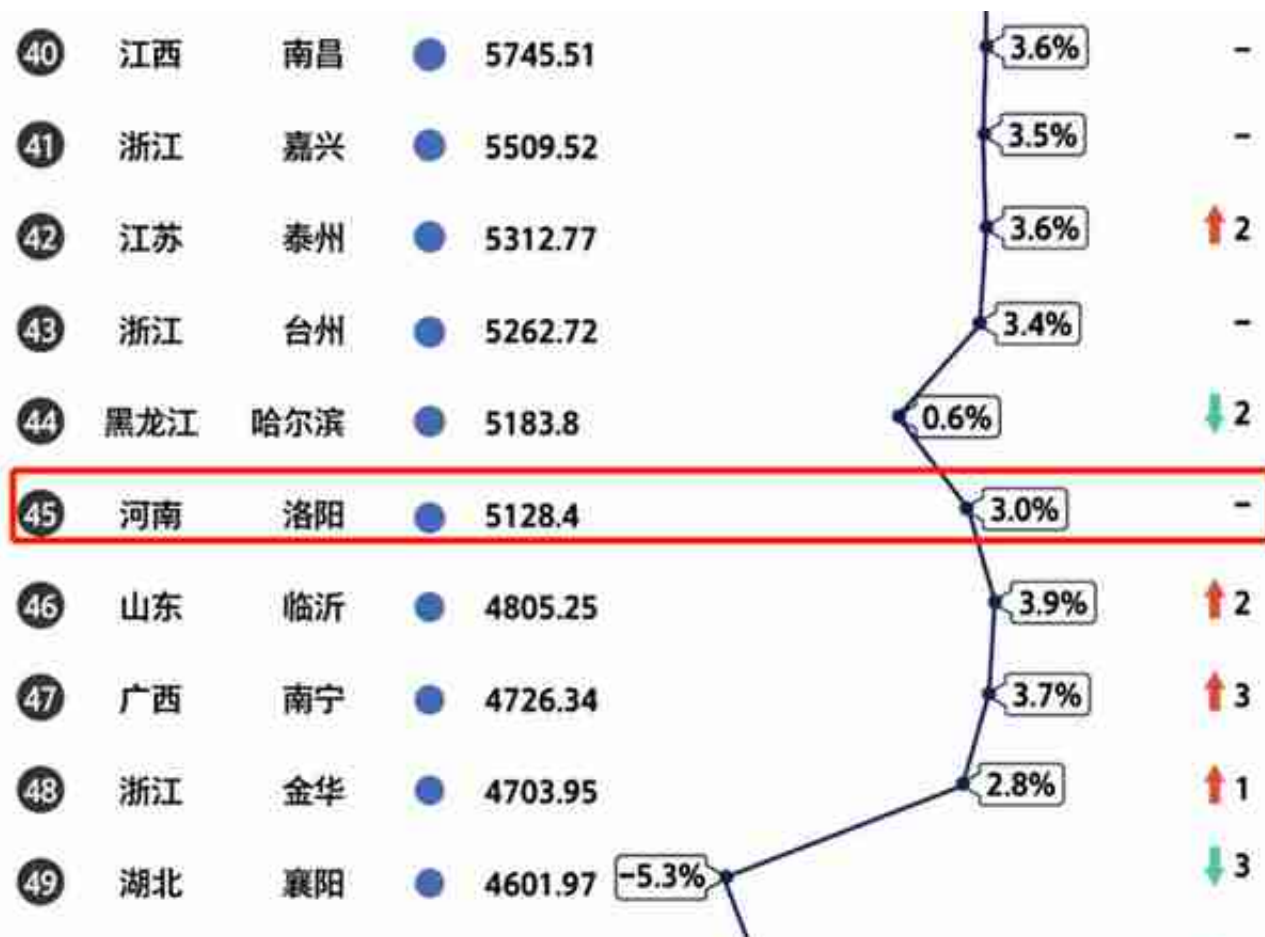 40 江西 南昌 5745.51 3.6% –
41 浙江 嘉兴 5509.52 3.5% –
42 江苏 泰州 5312.77 3.6% 2
43 浙江 台州 5262.72 3.4% –
44 黑龙江 哈尔滨 5183.8 0.6% 2
45 河南 洛阳 5128.4 3.0% –
46 山东 临沂 4805.25 3.9% 2
47 广西 南宁 4726.34 3.7% 3
48 浙江 金华 4703.95 2.8% 1
49 湖北 襄阳 4601.97 −5.3% 3